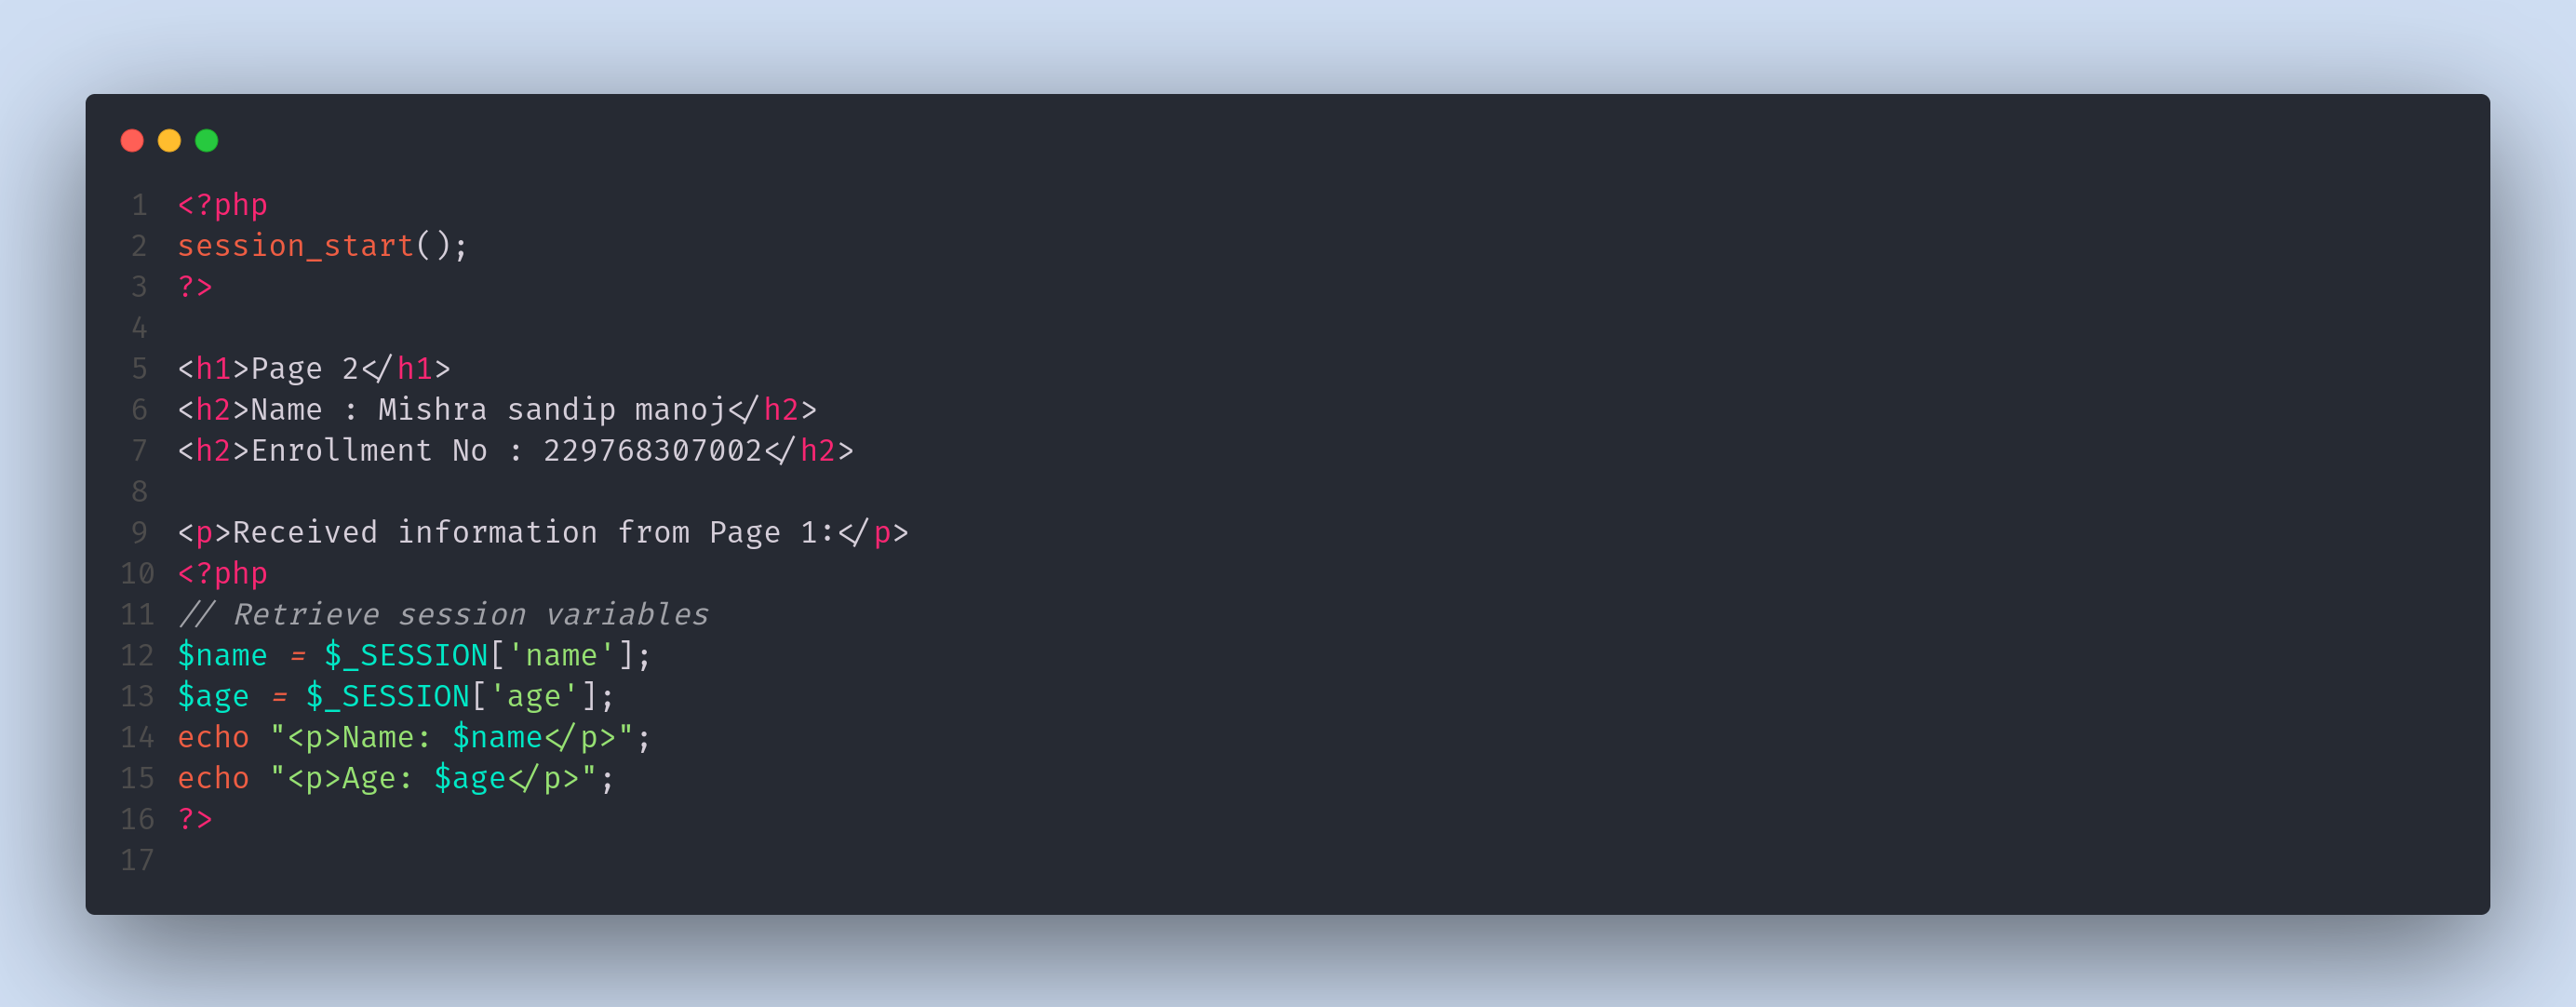 1 <?php
2 session_start();
3 ?>
4
5 <h1>Page 2</h1>
6 <h2>Name : Mishra sandip manoj</h2>
7 <h2>Enrollment No : 229768307002</h2>
8
9 <p>Received information from Page 1:</p>
10 <?php
11 // Retrieve session variables
12 $name = $_SESSION['name'];
13 $age = $_SESSION['age'];
14 echo "<p>Name: $name</p>";
15 echo "<p>Age: $age</p>";
16 ?>
17